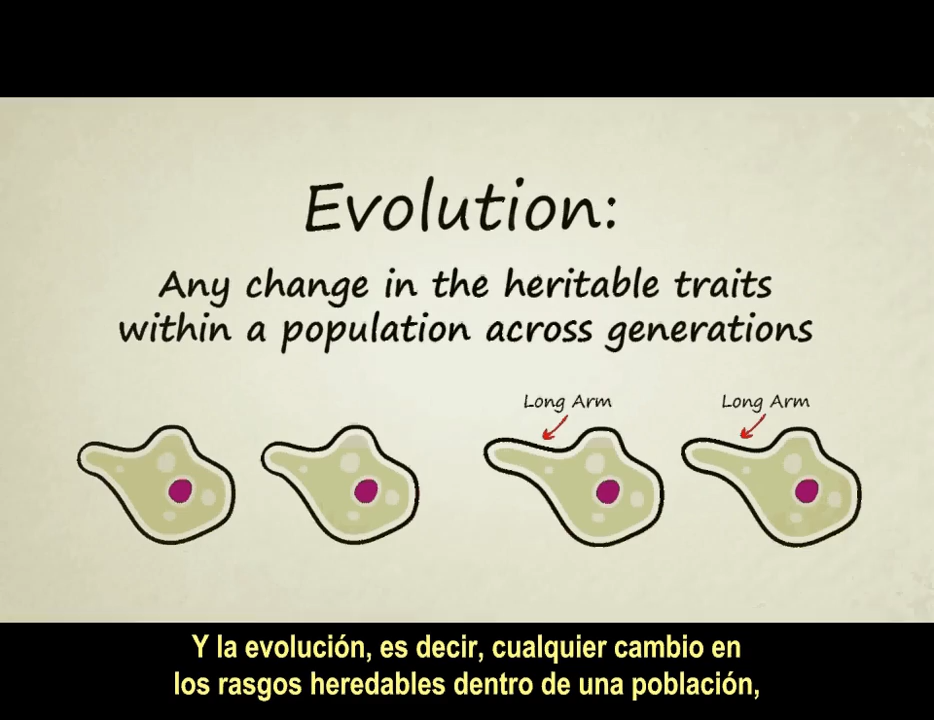 Evolution:
Any change in the heritable traits
within a population across generations
Long Arm
Long Arm
Y la evolución, es decir, cualquier cambio en
los rasgos heredables dentro de una población,